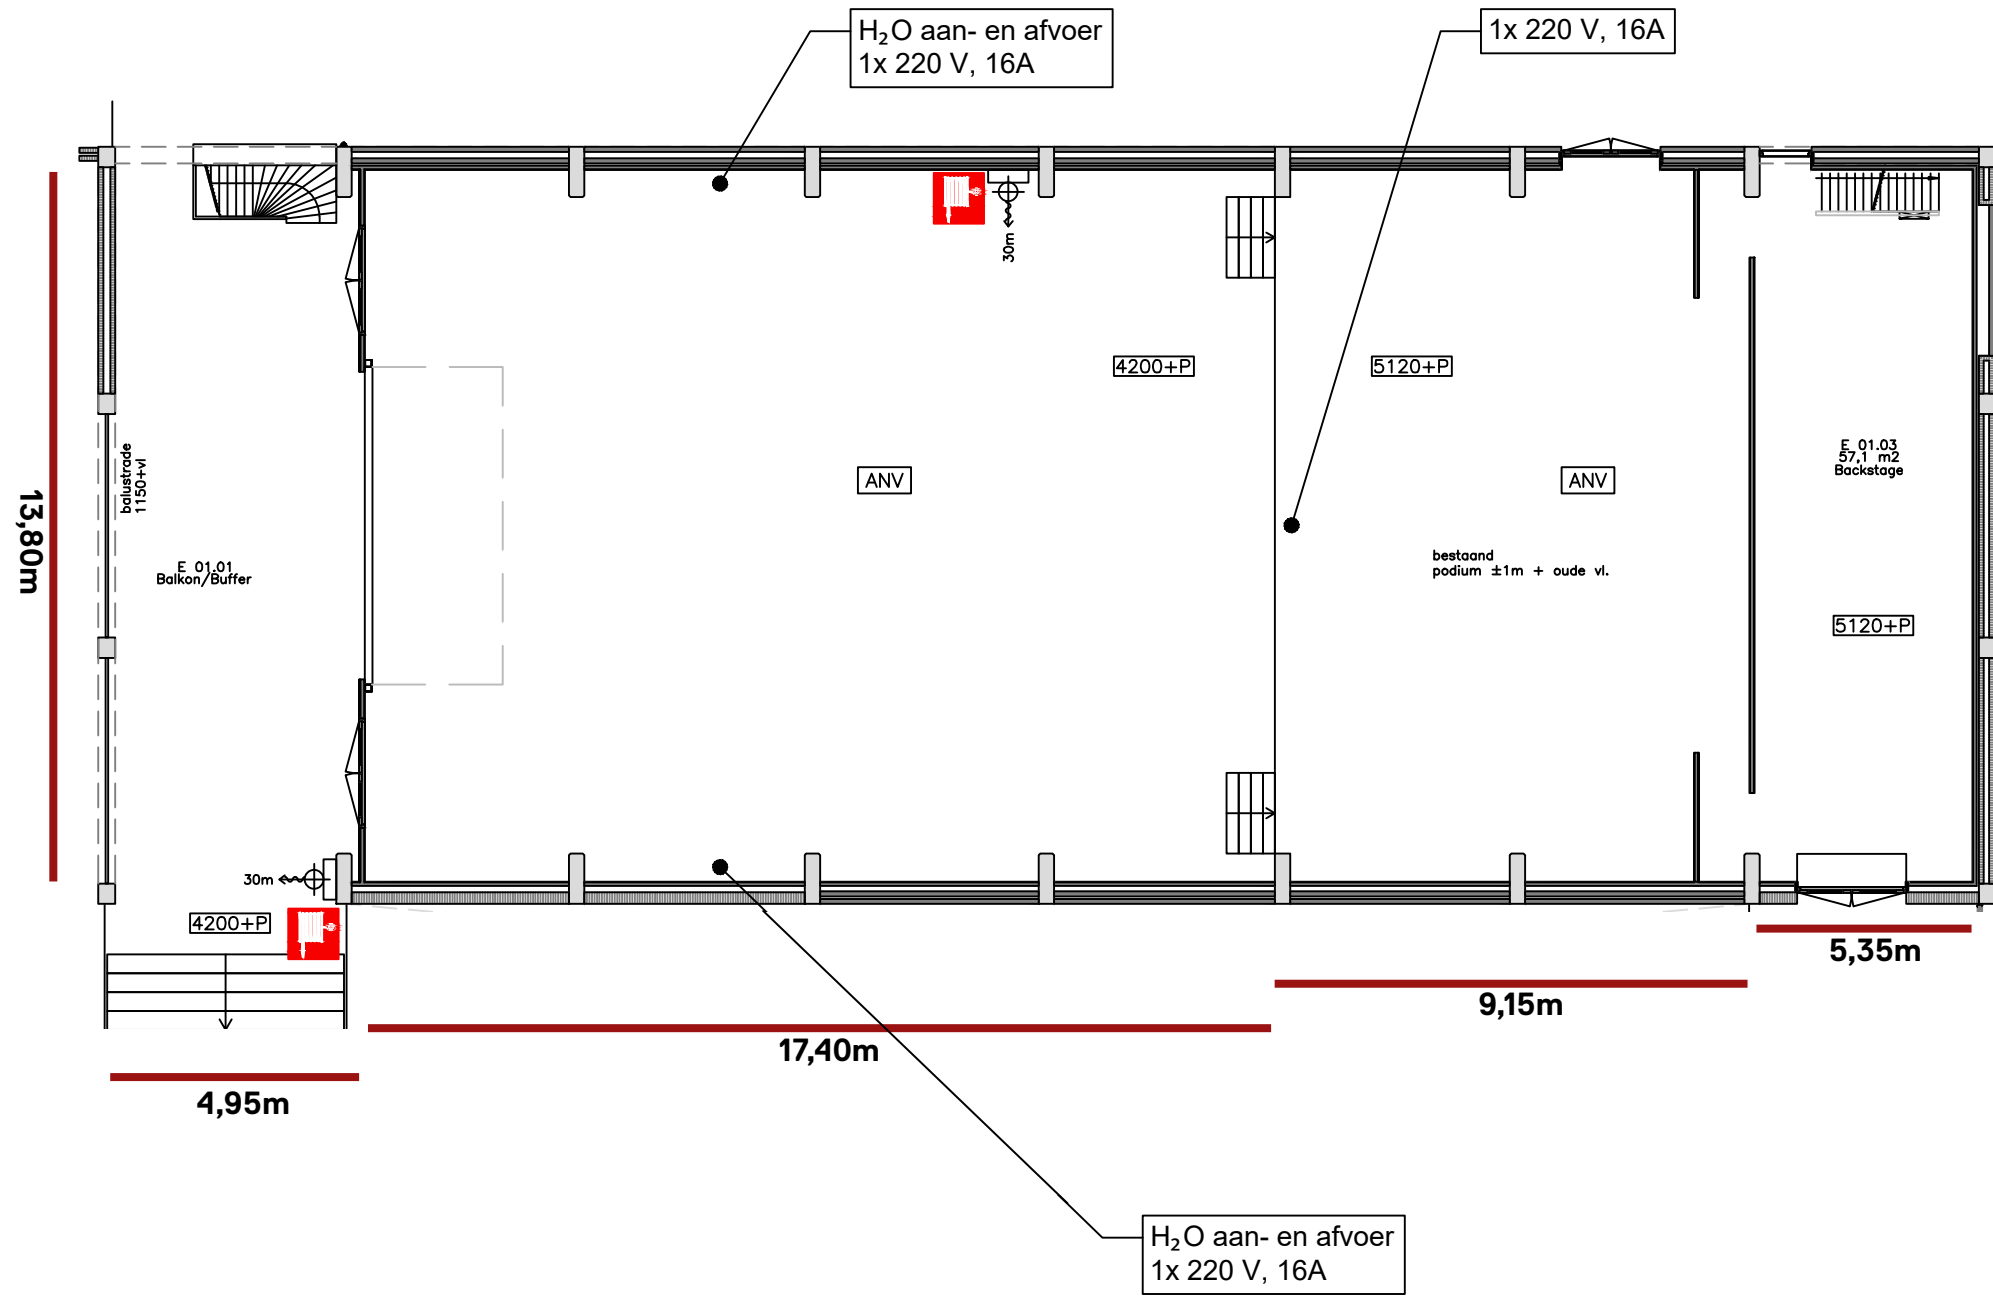 H₂O aan- en afvoer
1x 220 V, 16A
1x 220 V, 16A
30m
4200+P
5120+P
balustrade
1150+vl
ANV
ANV
E 01.03
57,1 m2
Backstage
13,80m
E 01.01
Balkon/Buffer
bestaand
podium ±1m + oude vl.
5120+P
30m
4200+P
5,35m
9,15m
17,40m
4,95m
H₂O aan- en afvoer
1x 220 V, 16A